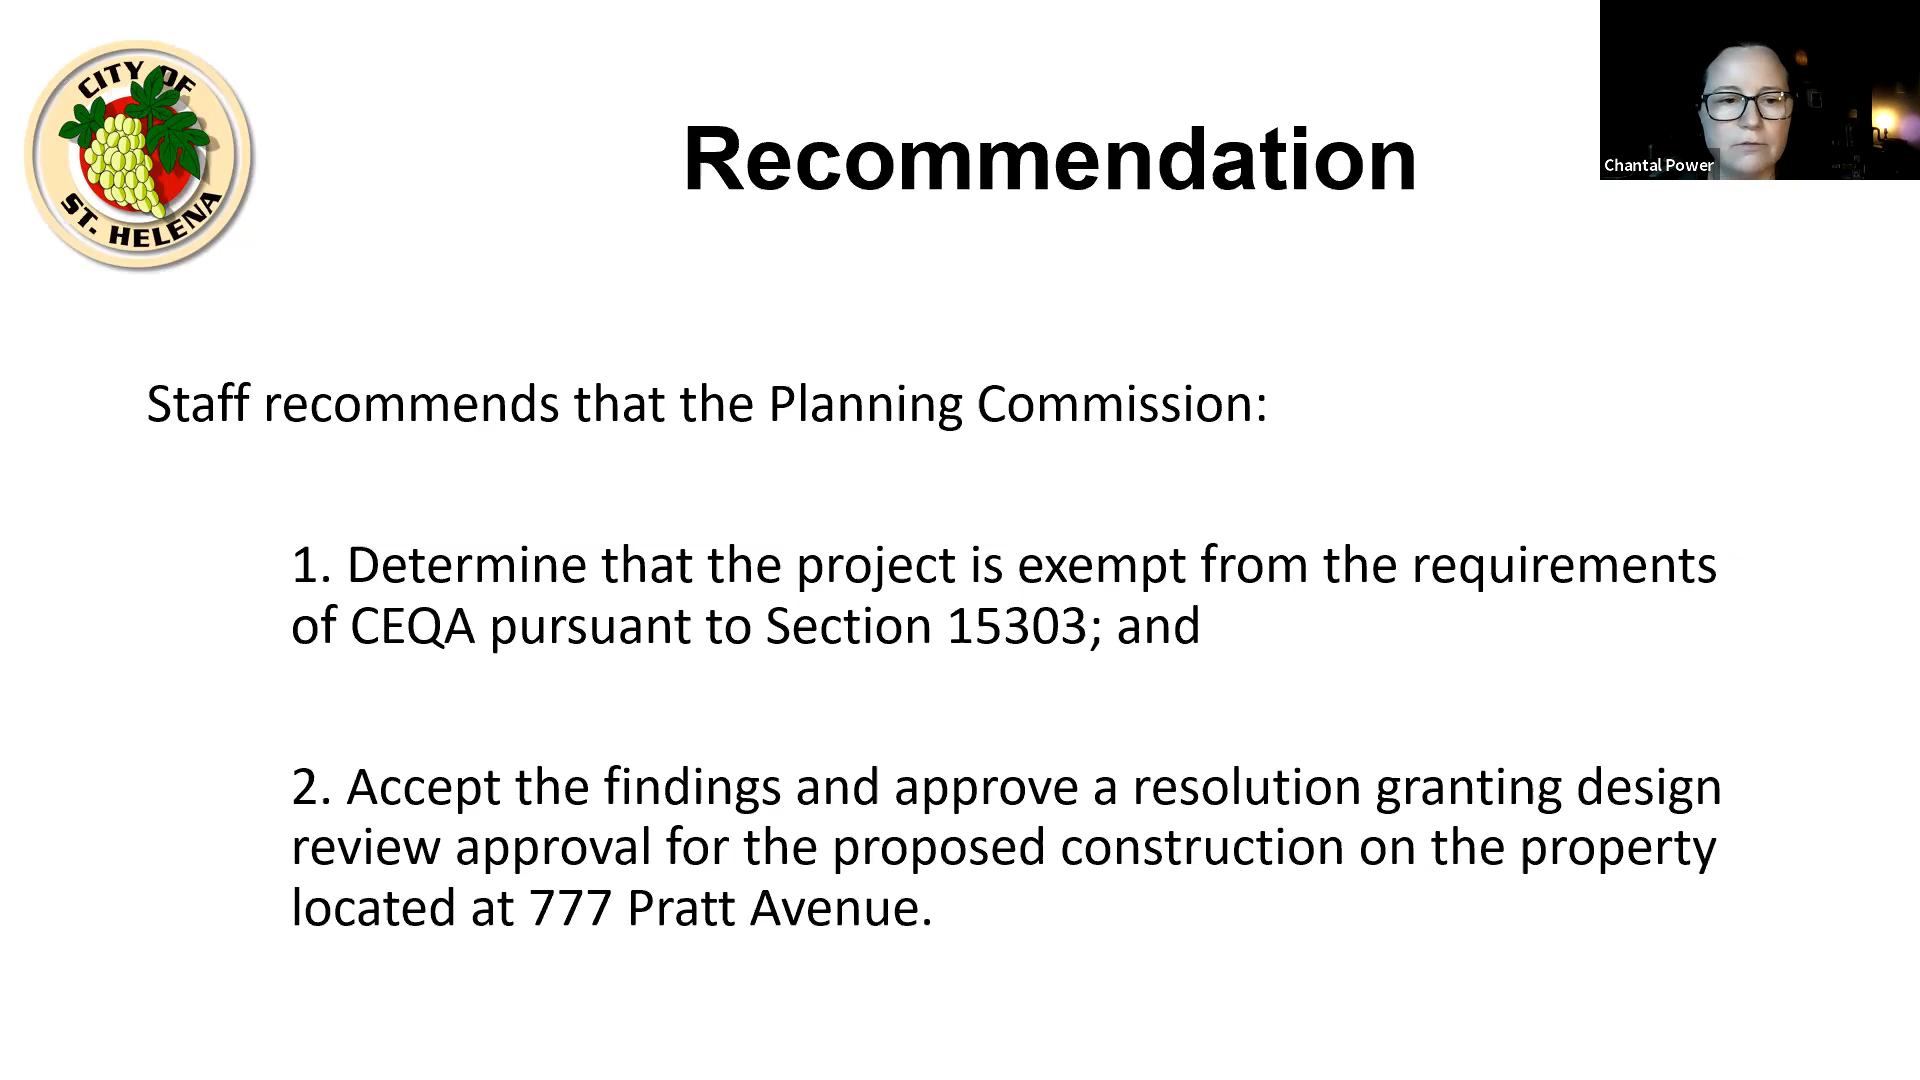 CITY OF
ST. HELENA
Recommendation
Chantal Power
Staff recommends that the Planning Commission:
1. Determine that the project is exempt from the requirements
of CEQA pursuant to Section 15303; and
2. Accept the findings and approve a resolution granting design
review approval for the proposed construction on the property
located at 777 Pratt Avenue.